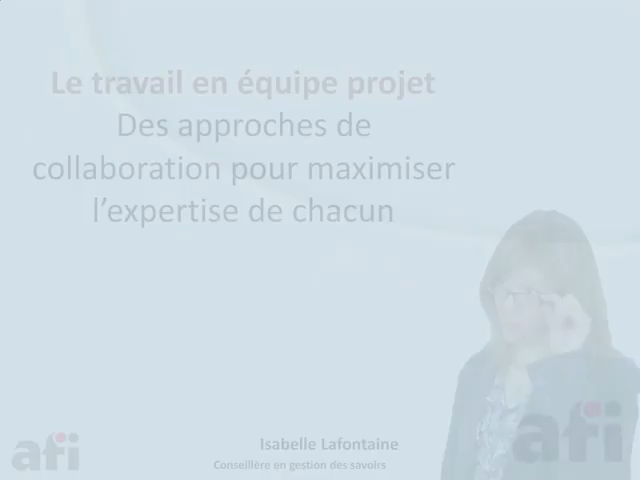 Le travail en équipe projet
Des approches de
collaboration pour maximiser
l'expertise de chacun
Isabelle Lafontaine
Conseillère en gestion des savoirs
afi
afi